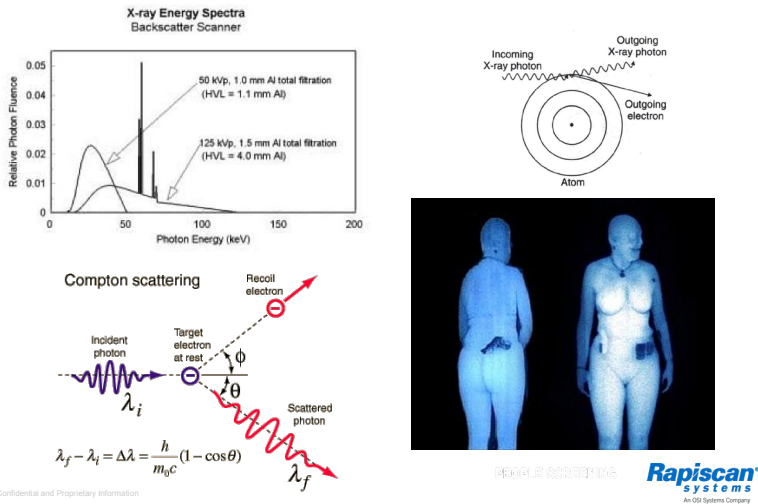 X-ray Energy Spectra
Backscatter Scanner
0.05
0.04
0.03
0.02
0.01
0
0
50
100
150
200
Relative Photon Fluence
Photon Energy (keV)
50 kVp, 1.0 mm Al total filtration
(HVL = 1.1 mm Al)
125 kVp, 1.5 mm Al total filtration
(HVL = 4.0 mm Al)
Incoming
X-ray photon
Outgoing
X-ray photon
Outgoing
electron
Atom
Compton scattering
Recoil
electron
Incident
photon
Target
electron
at rest
ϕ
θ
λi
Scattered
photon
λf
λf − λi = Δλ = h/m₀c (1 − cosθ)
Confidential and Proprietary Information
PEOPLE SCREENING
Rapiscan®
systems
An OSI Systems Company